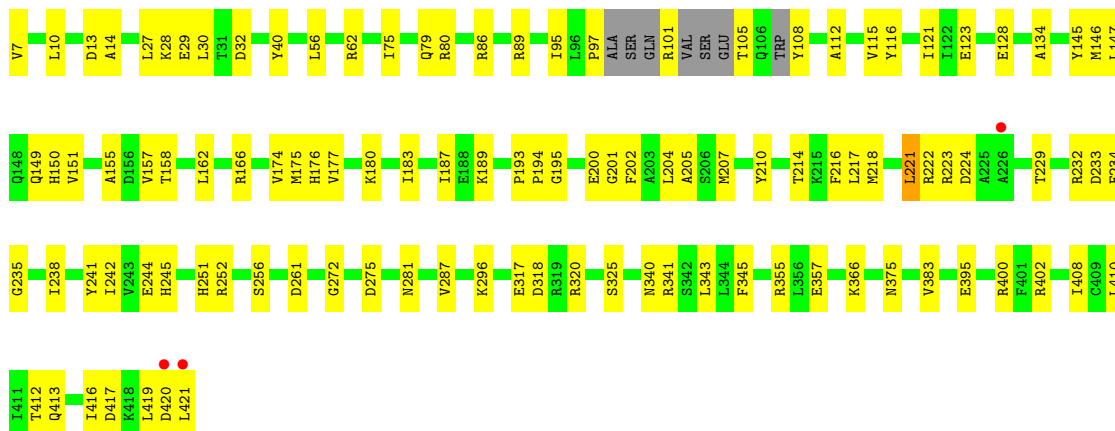 V7 L10 D13 A14 L27 K28 E29 L30 T31 D32 Y40 L56 R62 I75 Q79 R80 R86 R89 I95 L96 P97 ALA SER GLN R101 VAL SER GLU T105 Q106 TRP Y108 A112 V115 Y116 I121 I122 E123 E128 A134 Y145 M146 L147
Q148 Q149 H150 V151 A155 D156 V157 T158 L162 R166 V174 M175 H176 V177 K180 I183 I187 E188 K189 P193 P194 G195 E200 G201 F202 A203 L204 A205 S206 M207 Y210 T214 K215 F216 L217 M218 L221 R222 R223 D224 A225 A226 T229 R232 D233 E234
G235 I238 Y241 I242 V243 E244 H245 H251 R252 S256 D261 G272 D275 N281 V287 K296 E317 D318 R319 R320 S325 N340 R341 S342 L343 L344 F345 R355 L356 E357 K366 N375 V383 E395 R400 F401 R402 I408 C409 L410
I411 T412 Q413 I416 D417 K418 L419 D420 L421